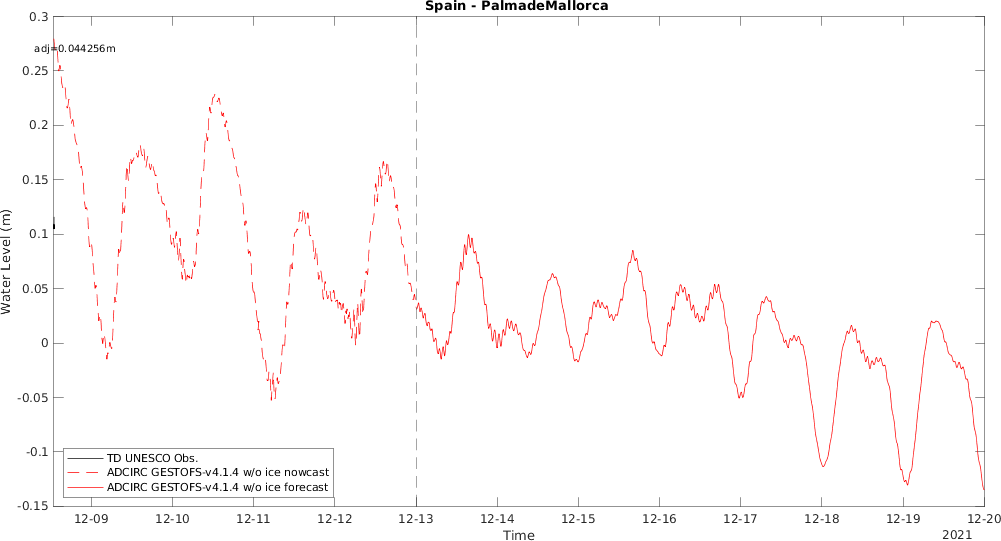 Spain - PalmadeMallorca
0.3
adj=0.044256m
0.25
0.2
0.15
0.1
0.05
0
-0.05
-0.1
-0.15
Water Level (m)
TD UNESCO Obs.
ADCIRC GESTOFS-v4.1.4 w/o ice nowcast
ADCIRC GESTOFS-v4.1.4 w/o ice forecast
12-09 12-10 12-11 12-12 12-13 12-14 12-15 12-16 12-17 12-18 12-19 12-20
Time
2021